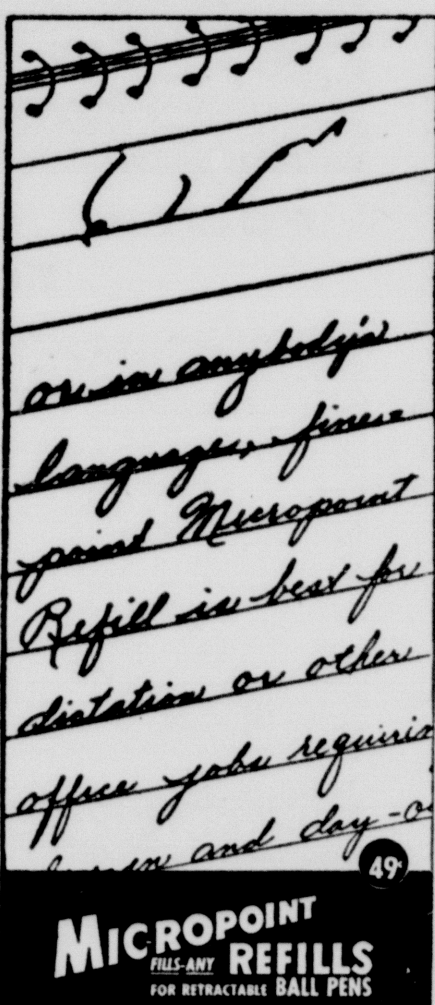 or in anybody's
language, fine-
point Micropoint
Refill is best for
dictation or other
office jobs requirin
and day-o
49¢
MICROPOINT
FILLS-ANY REFILLS
FOR RETRACTABLE BALL PENS